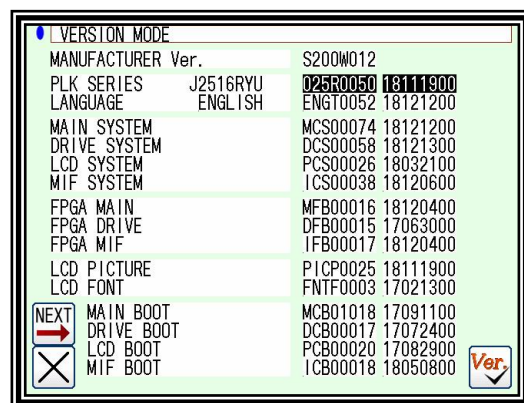 VERSION MODE
MANUFACTURER Ver. S200W012
PLK SERIES J2516RYU 025R0050 18111900
LANGUAGE ENGLISH ENGT0052 18121200
MAIN SYSTEM MCS00074 18121200
DRIVE SYSTEM DCS00058 18121300
LCD SYSTEM PCS00026 18032100
MIF SYSTEM ICS00038 18120600
FPGA MAIN MFB00016 18120400
FPGA DRIVE DFB00015 17063000
FPGA MIF IFB00017 18120400
LCD PICTURE PICP0025 18111900
LCD FONT FNTF0003 17021300
NEXT
MAIN BOOT MCB01018 17091100
DRIVE BOOT DCB00017 17072400
LCD BOOT PCB00020 17082900
MIF BOOT ICB00018 18050800
Ver.